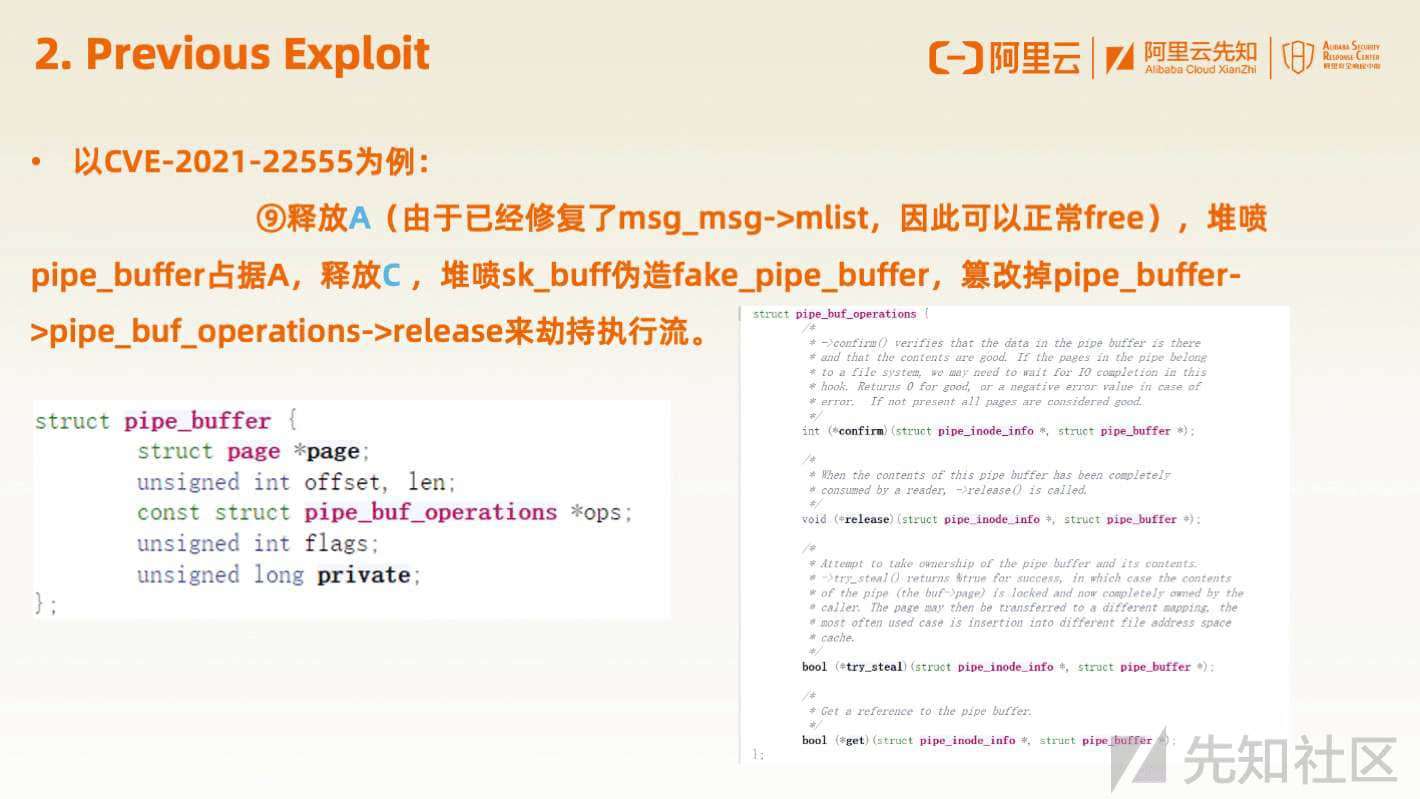 2. Previous Exploit
阿里云
阿里云先知
Alibaba Cloud XianZhi
ALIBABA SECURITY
RESPONSE CENTER
• 以CVE-2021-22555为例：
⑨释放A（由于已经修复了msg_msg->mlist，因此可以正常free），堆喷
pipe_buffer占据A，释放C ，堆喷sk_buff伪造fake_pipe_buffer，篡改掉pipe_buffer-
>pipe_buf_operations->release来劫持执行流。
struct pipe_buffer {
struct page *page;
unsigned int offset, len;
const struct pipe_buf_operations *ops;
unsigned int flags;
unsigned long private;
};
struct pipe_buf_operations {
/*
* ->confirm() verifies that the data in the pipe buffer is there
* and that the contents are good. If the pages in the pipe belong
* to a file system, we may need to wait for IO completion in this
* hook. Returns 0 for good, or a negative error value in case of
* error.  If not present all pages are considered good.
*/
int (*confirm)(struct pipe_inode_info *, struct pipe_buffer *);
/*
* When the contents of this pipe buffer has been completely
* consumed by a reader, ->release() is called.
*/
void (*release)(struct pipe_inode_info *, struct pipe_buffer *);
/*
* Attempt to take ownership of the pipe buffer and its contents.
* ->try_steal() returns %true for success, in which case the contents
* of the pipe (the buf->page) is locked and now completely owned by the
* caller. The page may then be transferred to a different mapping, the
* most often used case is insertion into different file address space
* cache.
*/
bool (*try_steal)(struct pipe_inode_info *, struct pipe_buffer *);
/*
* Get a reference to the pipe buffer.
*/
bool (*get)(struct pipe_inode_info *, struct pipe_buffer *);
};
先知社区